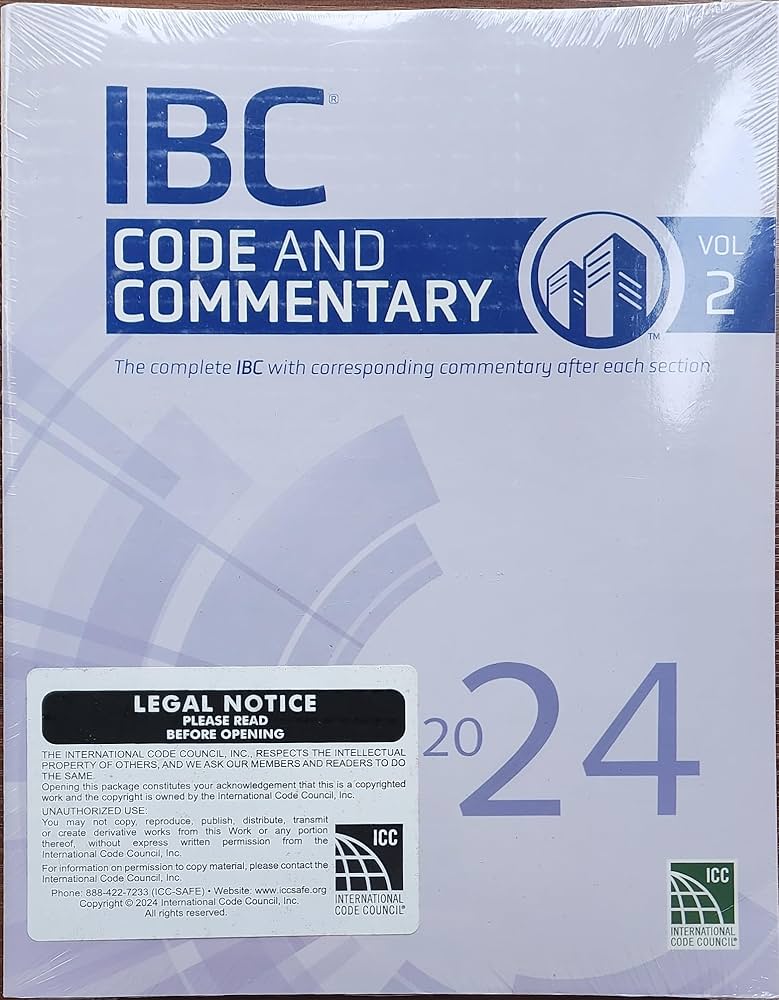 IBC®
CODE AND
COMMENTARY
™
VOL
2
The complete IBC with corresponding commentary after each section.
LEGAL NOTICE
PLEASE READ
BEFORE OPENING
THE INTERNATIONAL CODE COUNCIL, INC., RESPECTS THE INTELLECTUAL
PROPERTY OF OTHERS, AND WE ASK OUR MEMBERS AND READERS TO DO
THE SAME.
Opening this package constitutes your acknowledgement that this is a copyrighted
work and the copyright is owned by the International Code Council, Inc.
UNAUTHORIZED USE:
You may not copy, reproduce, publish, distribute, transmit
or create derivative works from this Work or any portion
thereof, without express written permission from the
International Code Council, Inc.
For information on permission to copy material, please contact the
International Code Council, Inc.
Phone: 888-422-7233 (ICC-SAFE) • Website: www.iccsafe.org
Copyright © 2024 International Code Council, Inc.
All rights reserved.
ICC
INTERNATIONAL
CODE COUNCIL®
2024
ICC
INTERNATIONAL
CODE COUNCIL®